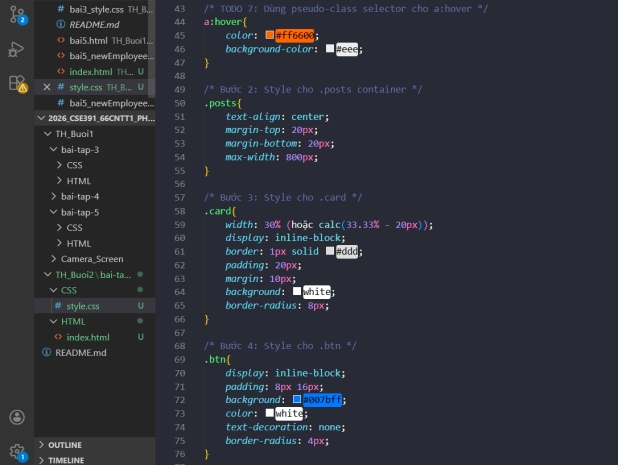 bai3_style.css
README.md
bai5.html TH_Buoi1...
bai5_newEmployee...
index.html TH_... U
style.css TH_B... U
bai5_newEmployee...
2026_CSE391_66CNTT1_PH...
TH_Buoi1
bai-tap-3
CSS
HTML
bai-tap-4
bai-tap-5
CSS
HTML
Camera_Screen
TH_Buoi2\bai-ta...
CSS
style.css U
HTML
index.html U
README.md
OUTLINE
TIMELINE
2
1
43 /* TODO 7: Dùng pseudo-class selector cho a:hover */
44 a:hover{
45 color: #ff6600;
46 background-color: #eee;
47 }
48
49 /* Bước 2: Style cho .posts container */
50 .posts{
51 text-align: center;
52 margin-top: 20px;
53 margin-bottom: 20px;
54 max-width: 800px;
55 }
56
57 /* Bước 3: Style cho .card */
58 .card{
59 width: 30% (hoặc calc(33.33% - 20px));
60 display: inline-block;
61 border: 1px solid #ddd;
62 padding: 20px;
63 margin: 10px;
64 background: white;
65 border-radius: 8px;
66 }
67
68 /* Bước 4: Style cho .btn */
69 .btn{
70 display: inline-block;
71 padding: 8px 16px;
72 background: #007bff;
73 color: white;
74 text-decoration: none;
75 border-radius: 4px;
76 }